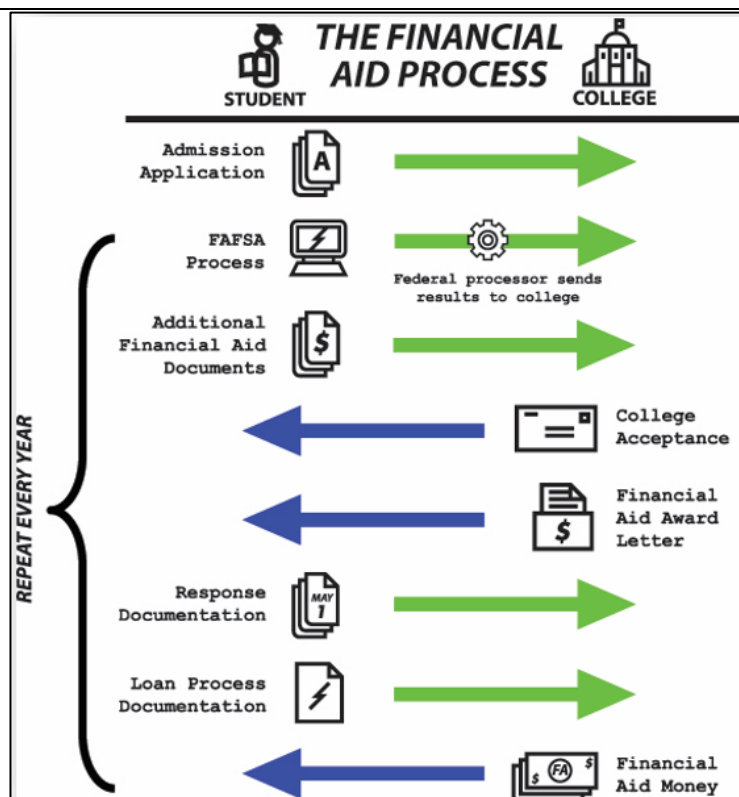 THE FINANCIAL
AID PROCESS
STUDENT
COLLEGE
Admission
Application
A
FAFSA
Process
Federal processor sends
results to college
Additional
Financial Aid
Documents
$
College
Acceptance
Financial
Aid Award
Letter
$
REPEAT EVERY YEAR
Response
Documentation
MAY
1
Loan Process
Documentation
$ FA $
Financial
Aid Money